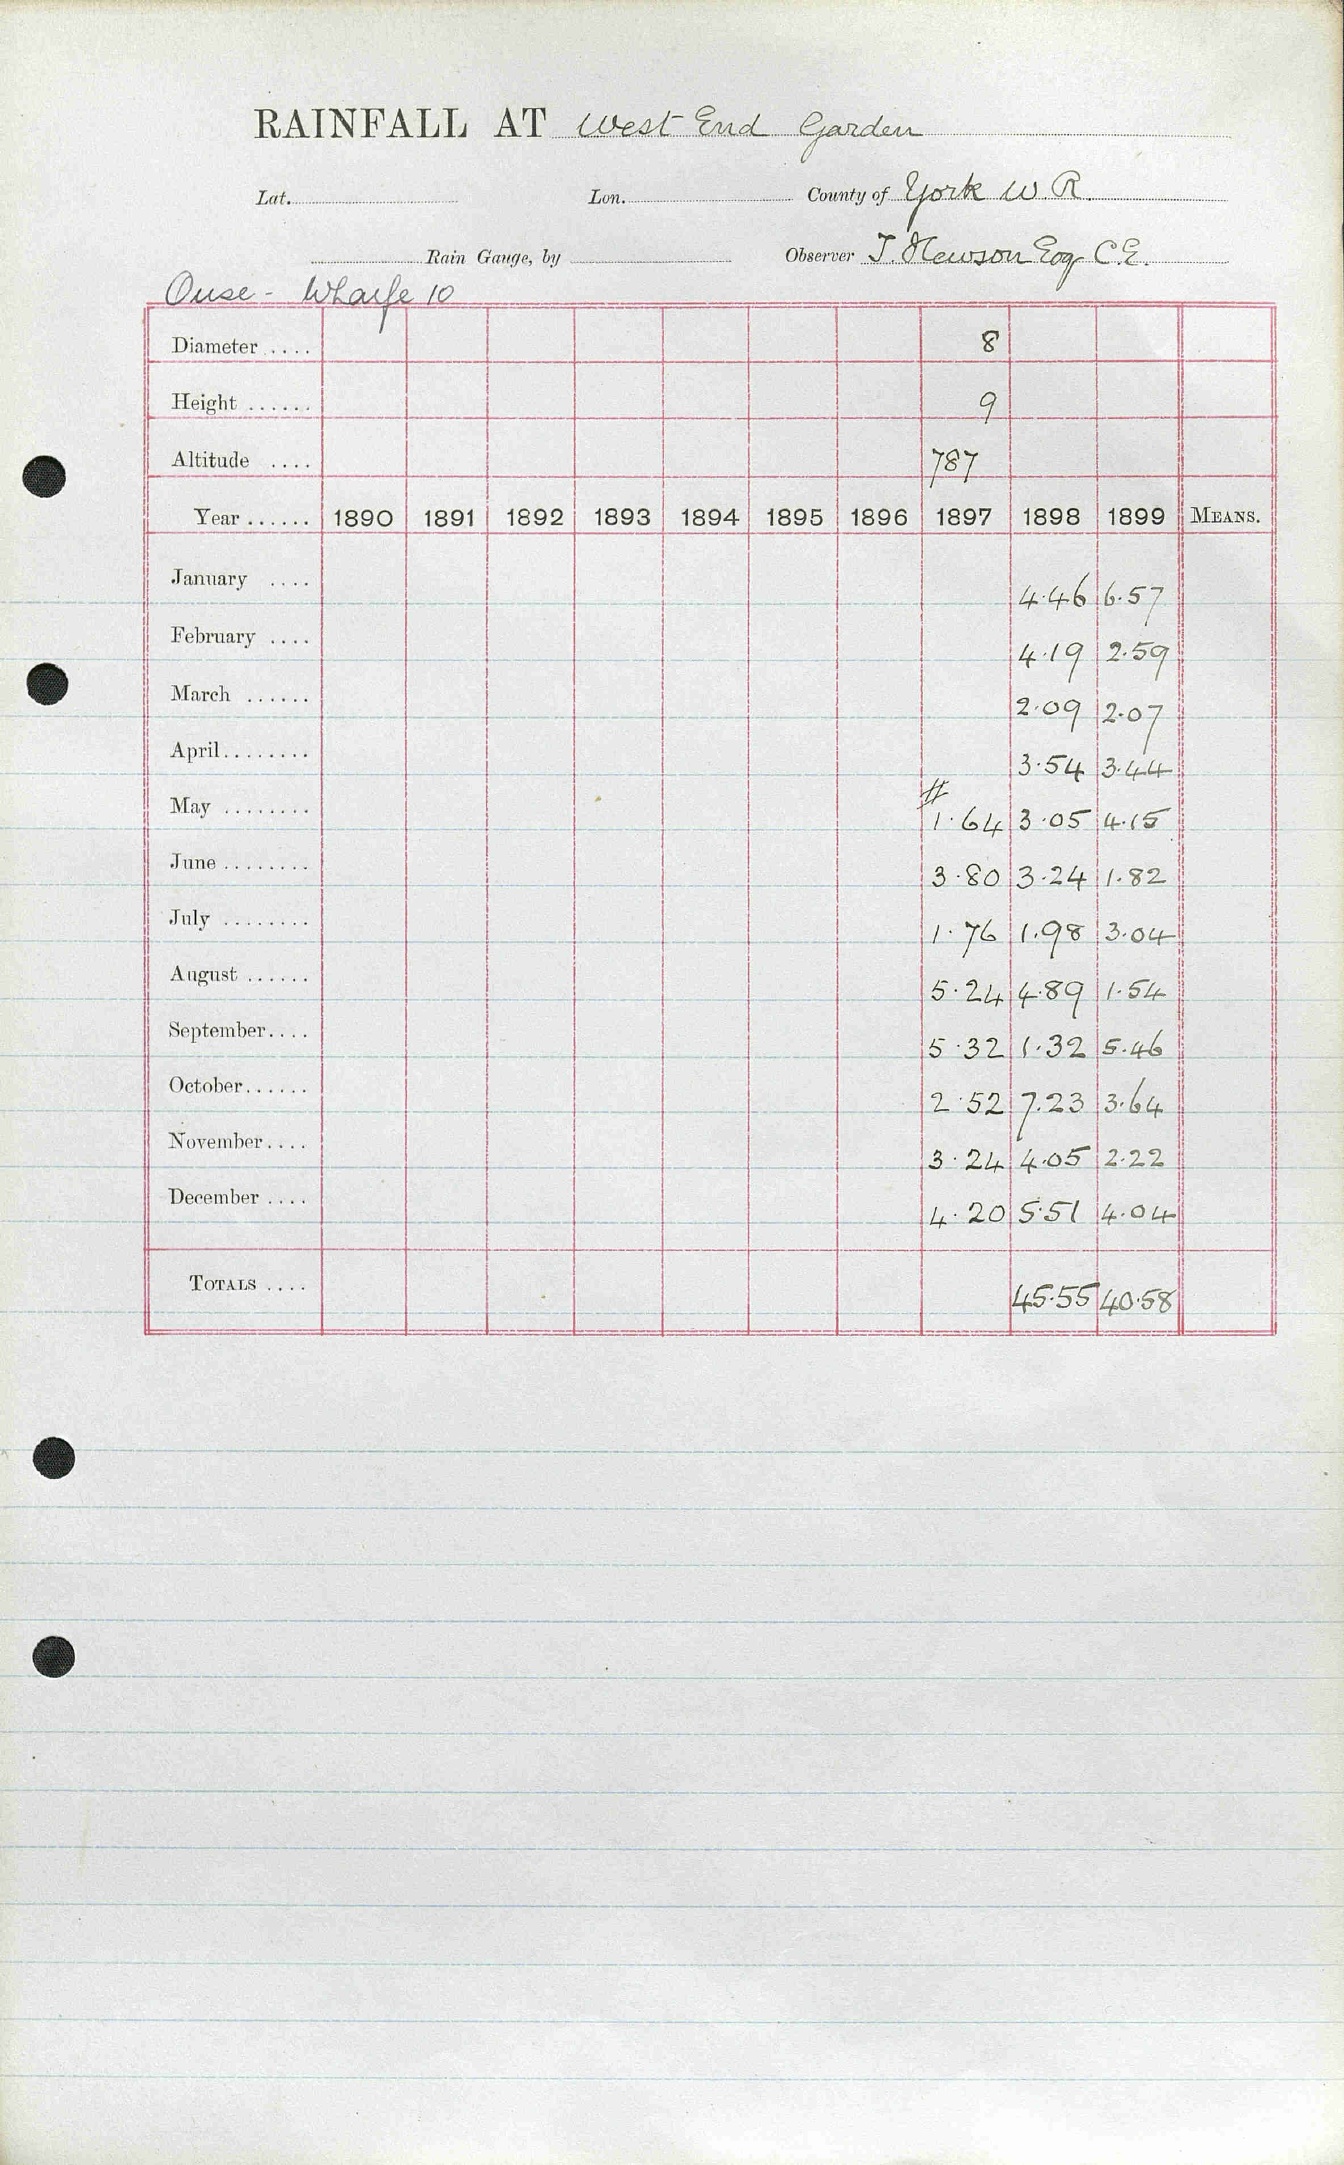 RAINFALL AT West End Garden
Lat. Lon. County of York W.R.
Rain Gauge, by Observer T. Hewson Esq C.E.
Ouse - Wharfe 10
Diameter .... 8
Height ...... 9
Altitude .... 787
Year ...... 1890 1891 1892 1893 1894 1895 1896 1897 1898 1899 MEANS.
January .... 4.46 6.57
February .... 4.19 2.59
March ...... 2.09 2.07
April........ 3.54 3.44
#
May ........ 1.64 3.05 4.15
June ........ 3.80 3.24 1.82
July ........ 1.76 1.98 3.04
August ...... 5.24 4.89 1.54
September.... 5.32 1.32 5.46
October...... 2.52 7.23 3.64
November.... 3.24 4.05 2.22
December .... 4.20 5.51 4.04
TOTALS .... 45.55 40.58